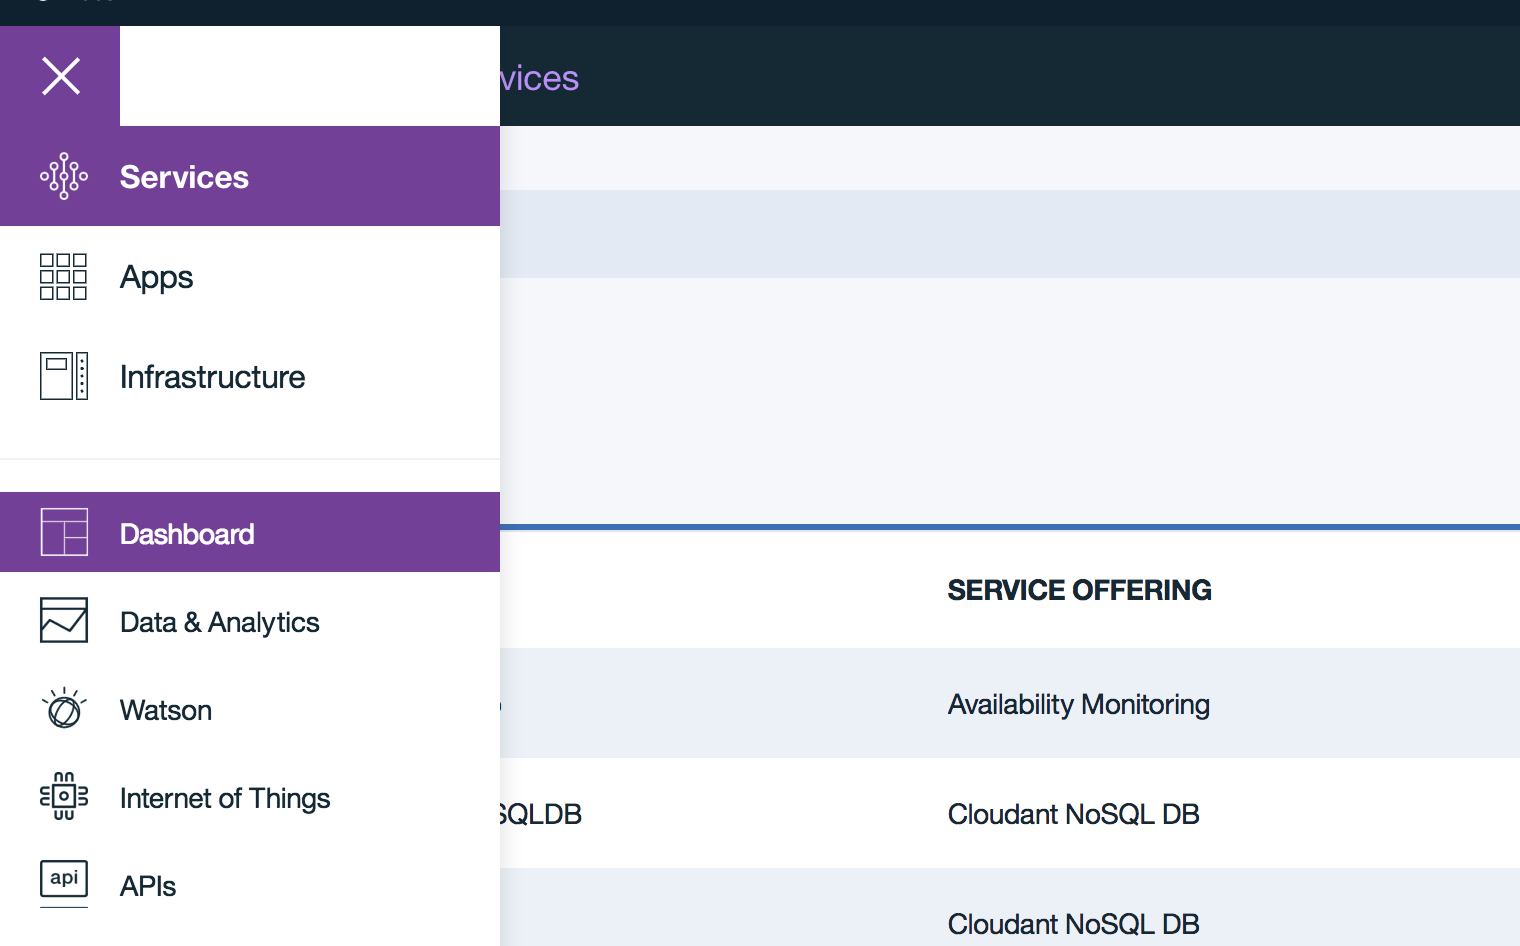 vices
Services
Apps
Infrastructure
Dashboard
Data & Analytics
Watson
Internet of Things
api
APIs
SERVICE OFFERING
Availability Monitoring
SQLDB
Cloudant NoSQL DB
Cloudant NoSQL DB